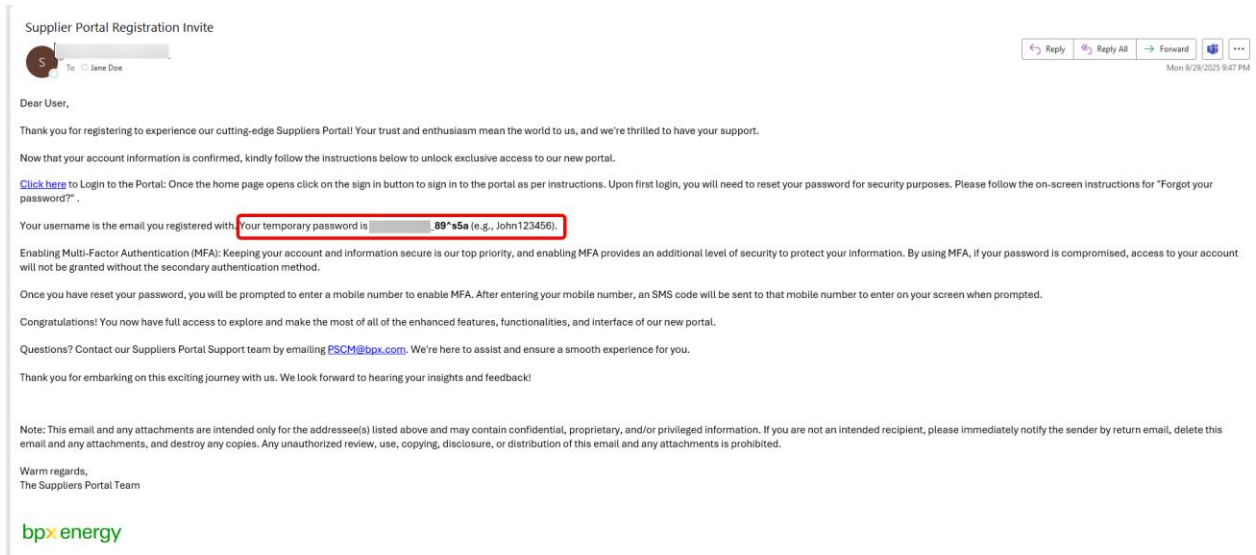 Supplier Portal Registration Invite
S
To Jane Doe
Reply Reply All Forward
Mon 9/29/2025 9:47 PM
Dear User,
Thank you for registering to experience our cutting-edge Suppliers Portal! Your trust and enthusiasm mean the world to us, and we're thrilled to have your support.
Now that your account information is confirmed, kindly follow the instructions below to unlock exclusive access to our new portal.
Click here to Login to the Portal: Once the home page opens click on the sign in button to sign in to the portal as per instructions. Upon first login, you will need to reset your password for security purposes. Please follow the on-screen instructions for "Forgot your
password?" .
Your username is the email you registered with. Your temporary password is _89^s5a (e.g., John123456).
Enabling Multi-Factor Authentication (MFA): Keeping your account and information secure is our top priority, and enabling MFA provides an additional level of security to protect your information. By using MFA, if your password is compromised, access to your account
will not be granted without the secondary authentication method.
Once you have reset your password, you will be prompted to enter a mobile number to enable MFA. After entering your mobile number, an SMS code will be sent to that mobile number to enter on your screen when prompted.
Congratulations! You now have full access to explore and make the most of all of the enhanced features, functionalities, and interface of our new portal.
Questions? Contact our Suppliers Portal Support team by emailing PSCM@bpx.com. We're here to assist and ensure a smooth experience for you.
Thank you for embarking on this exciting journey with us. We look forward to hearing your insights and feedback!
Note: This email and any attachments are intended only for the addressee(s) listed above and may contain confidential, proprietary, and/or privileged information. If you are not an intended recipient, please immediately notify the sender by return email, delete this
email and any attachments, and destroy any copies. Any unauthorized review, use, copying, disclosure, or distribution of this email and any attachments is prohibited.
Warm regards,
The Suppliers Portal Team
bpx energy